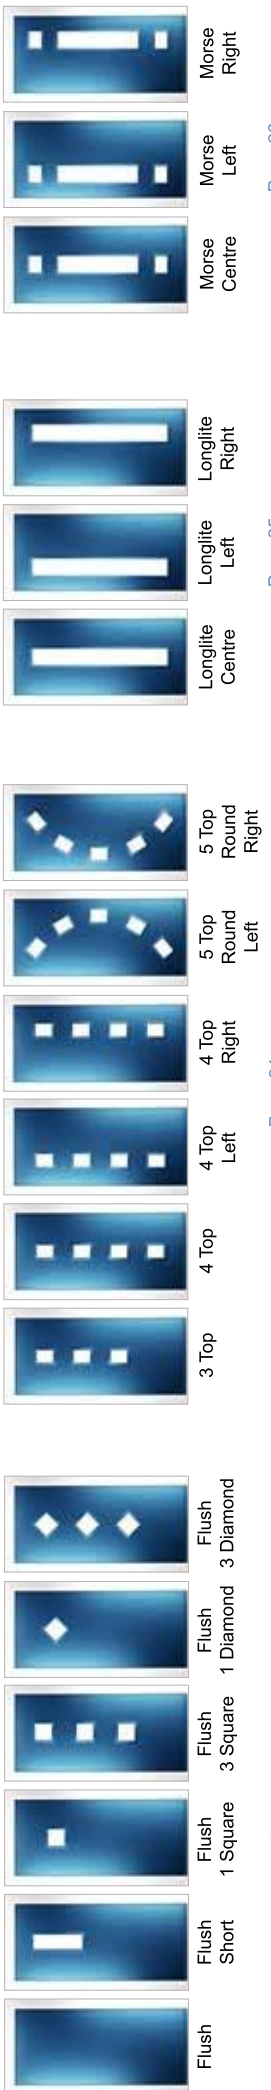 Flush
Flush
Short
Flush
1 Square
Flush
3 Square
Flush
1 Diamond
Flush
3 Diamond
3 Top
4 Top
4 Top
Left
4 Top
Right
5 Top
Round
Left
5 Top
Round
Right
Longlite
Centre
Longlite
Left
Longlite
Right
Morse
Centre
Morse
Left
Morse
Right